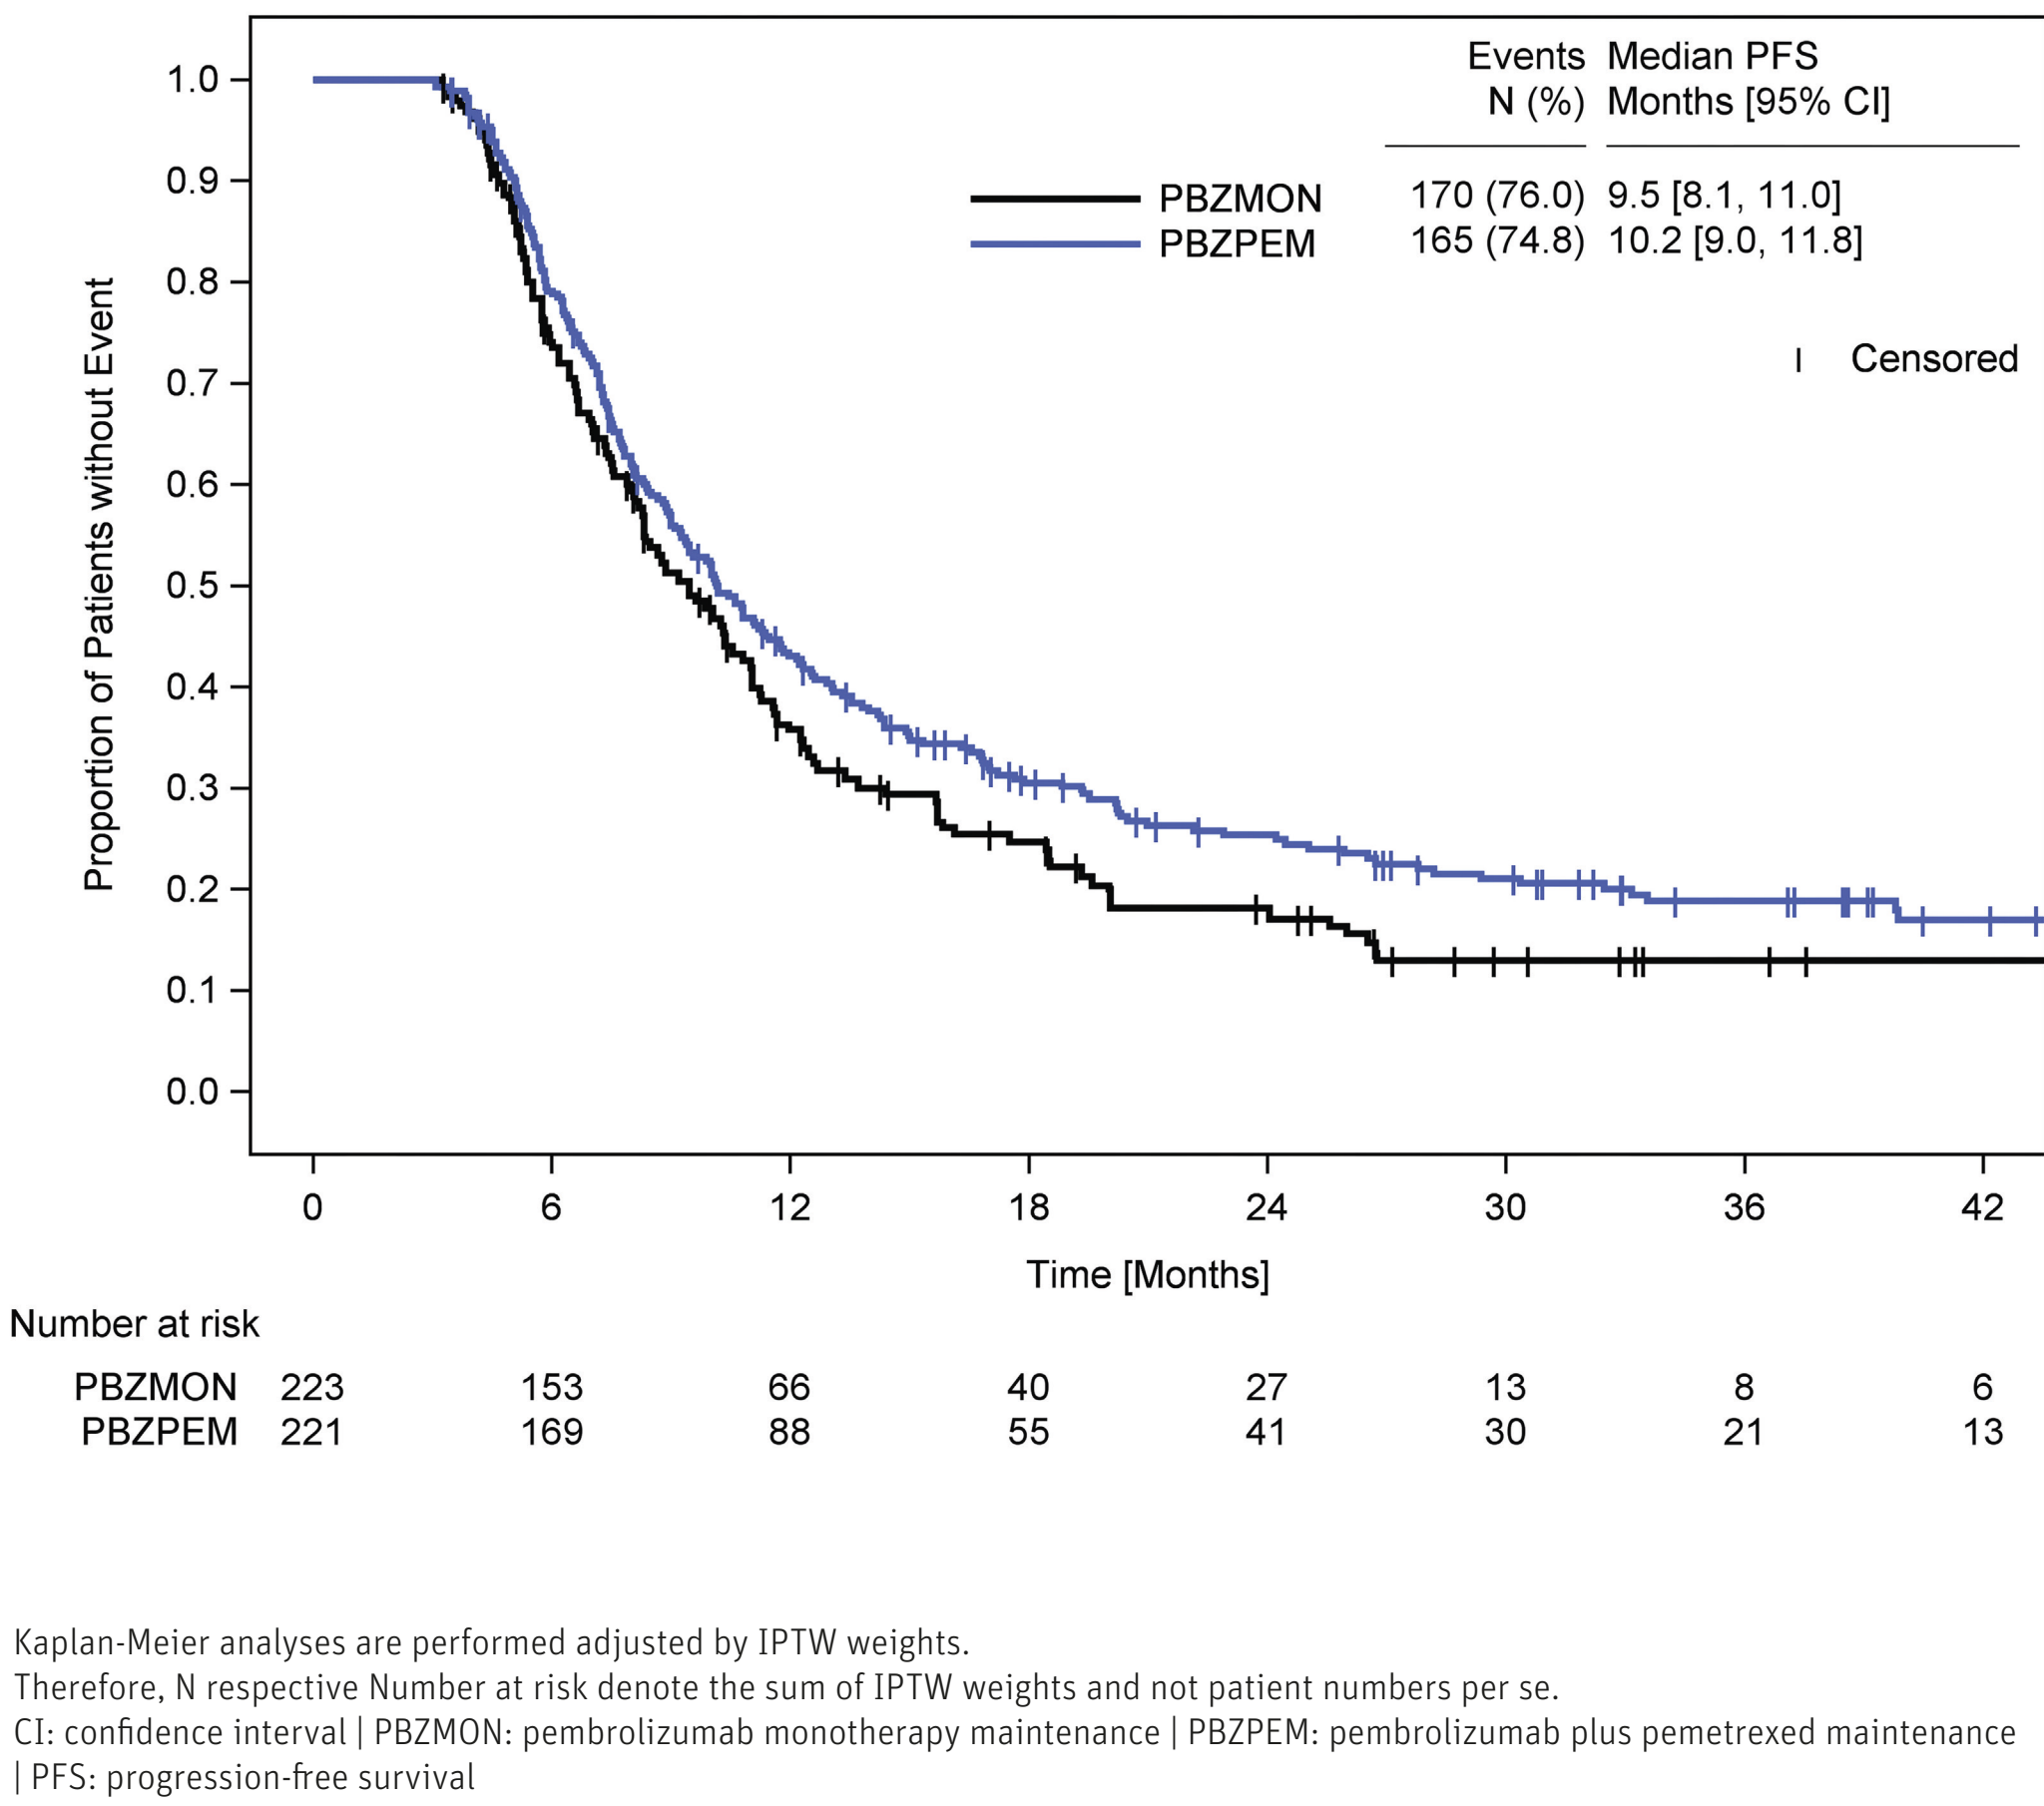 Events Median PFS
N (%) Months [95% CI]
PBZMON 170 (76.0) 9.5 [8.1, 11.0]
PBZPEM 165 (74.8) 10.2 [9.0, 11.8]
Censored
Proportion of Patients without Event
1.0
0.9
0.8
0.7
0.6
0.5
0.4
0.3
0.2
0.1
0.0
0 6 12 18 24 30 36 42
Time [Months]
Number at risk
PBZMON 223 153 66 40 27 13 8 6
PBZPEM 221 169 88 55 41 30 21 13
Kaplan-Meier analyses are performed adjusted by IPTW weights.
Therefore, N respective Number at risk denote the sum of IPTW weights and not patient numbers per se.
CI: confidence interval | PBZMON: pembrolizumab monotherapy maintenance | PBZPEM: pembrolizumab plus pemetrexed maintenance
| PFS: progression-free survival